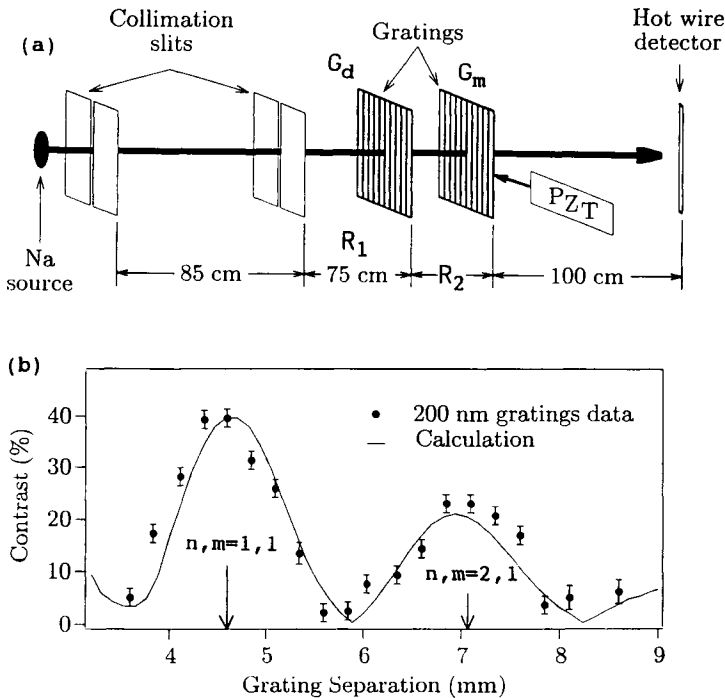 (a)
Collimation
slits
Gratings
Hot wire
detector
G_d
G_m
PZT
Na
source
R_1
85 cm
75 cm
R_2
100 cm
(b)
Contrast (%)
40
30
20
10
0
200 nm gratings data
Calculation
n,m=1,1
n,m=2,1
4
5
6
7
8
9
Grating Separation (mm)